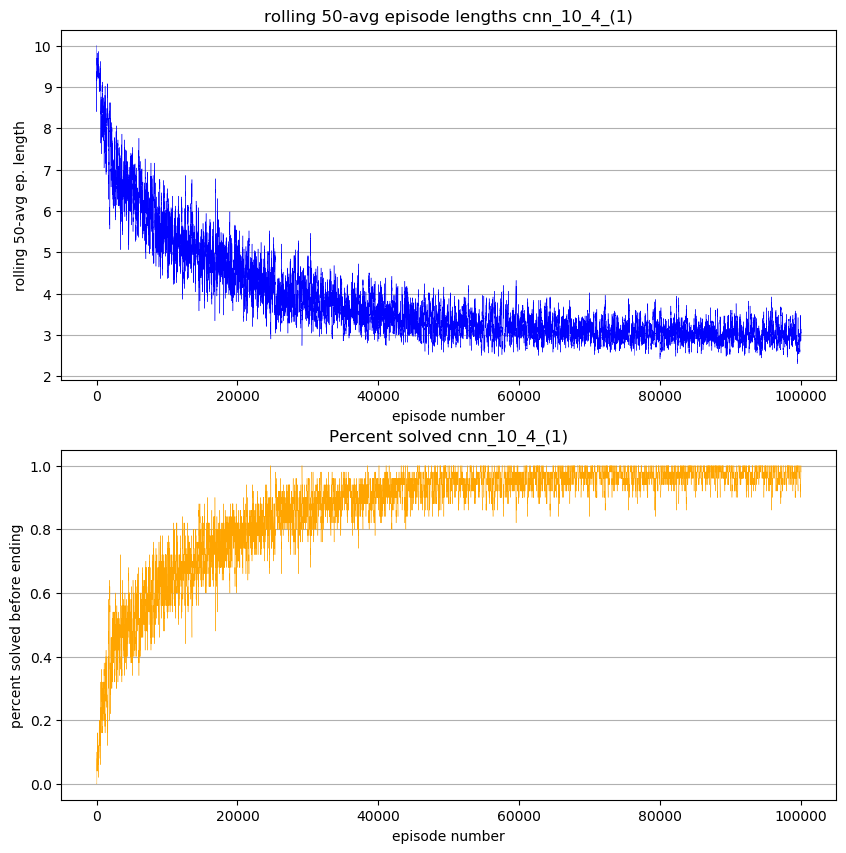 rolling 50-avg episode lengths cnn_10_4_(1)
rolling 50-avg ep. length
10
9
8
7
6
5
4
3
2
0 20000 40000 60000 80000 100000
episode number
Percent solved cnn_10_4_(1)
percent solved before ending
1.0
0.8
0.6
0.4
0.2
0.0
0 20000 40000 60000 80000 100000
episode number